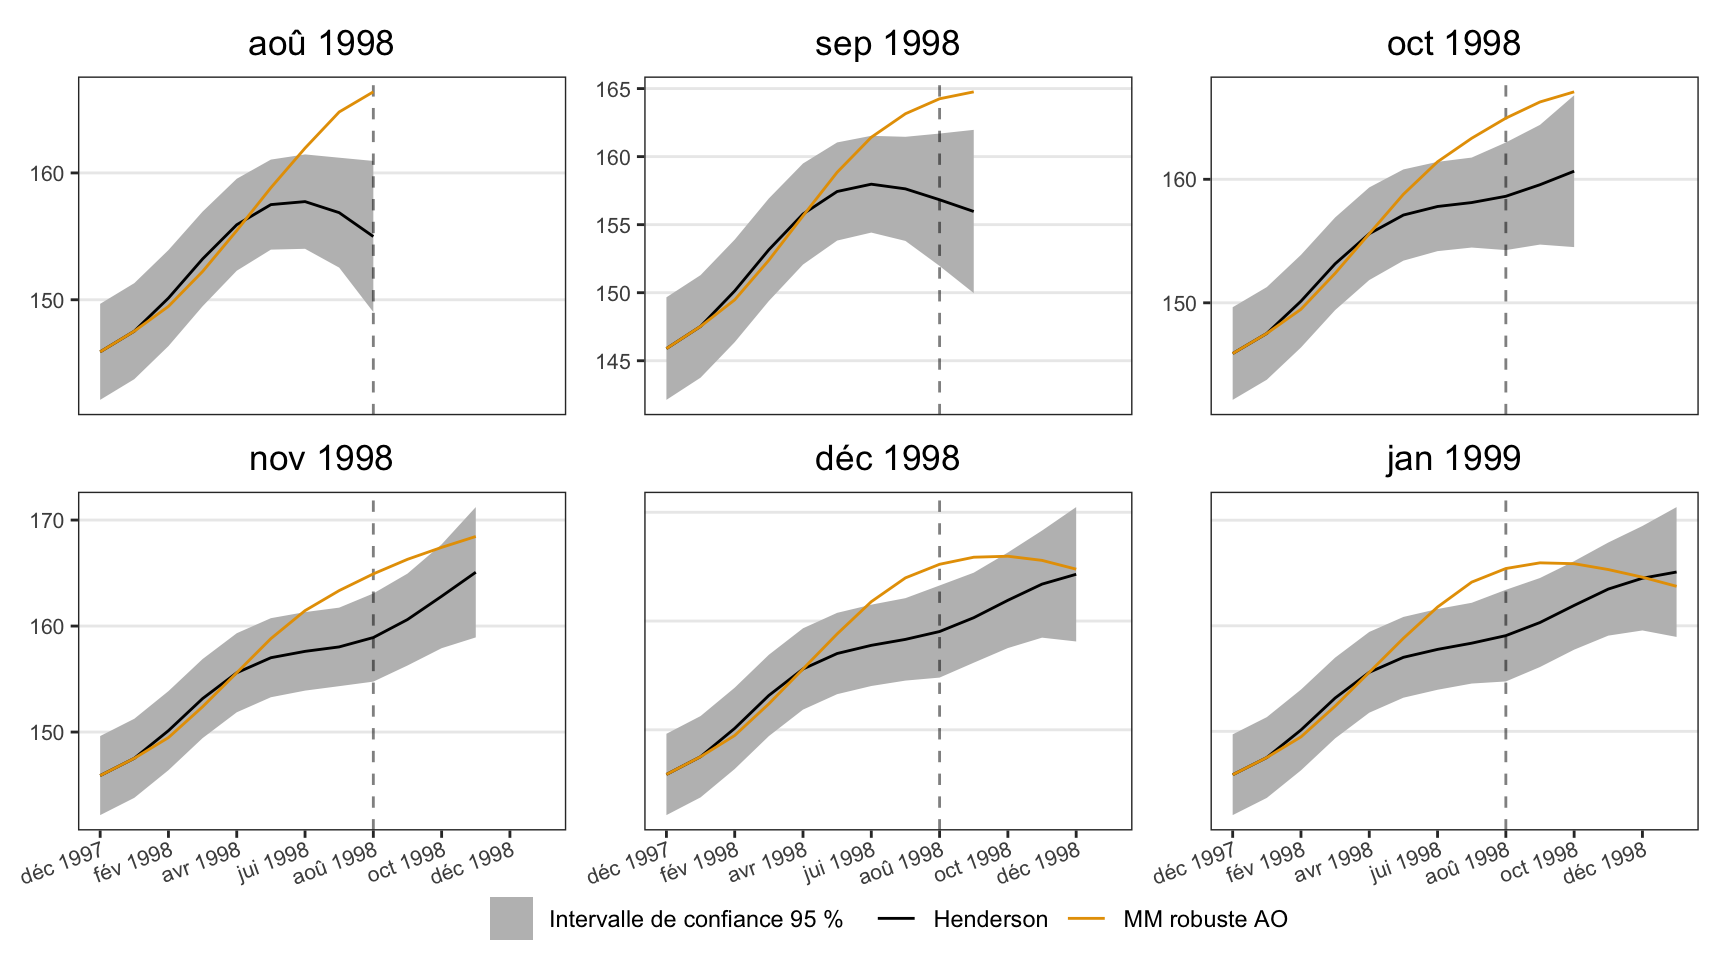 aoû 1998
sep 1998
oct 1998
160
150
165
160
155
150
145
160
150
nov 1998
déc 1998
jan 1999
170
160
150
déc 1997
fév 1998
avr 1998
jui 1998
aoû 1998
oct 1998
déc 1998
déc 1997
fév 1998
avr 1998
jui 1998
aoû 1998
oct 1998
déc 1998
déc 1997
fév 1998
avr 1998
jui 1998
aoû 1998
oct 1998
déc 1998
Intervalle de confiance 95 % Henderson MM robuste AO